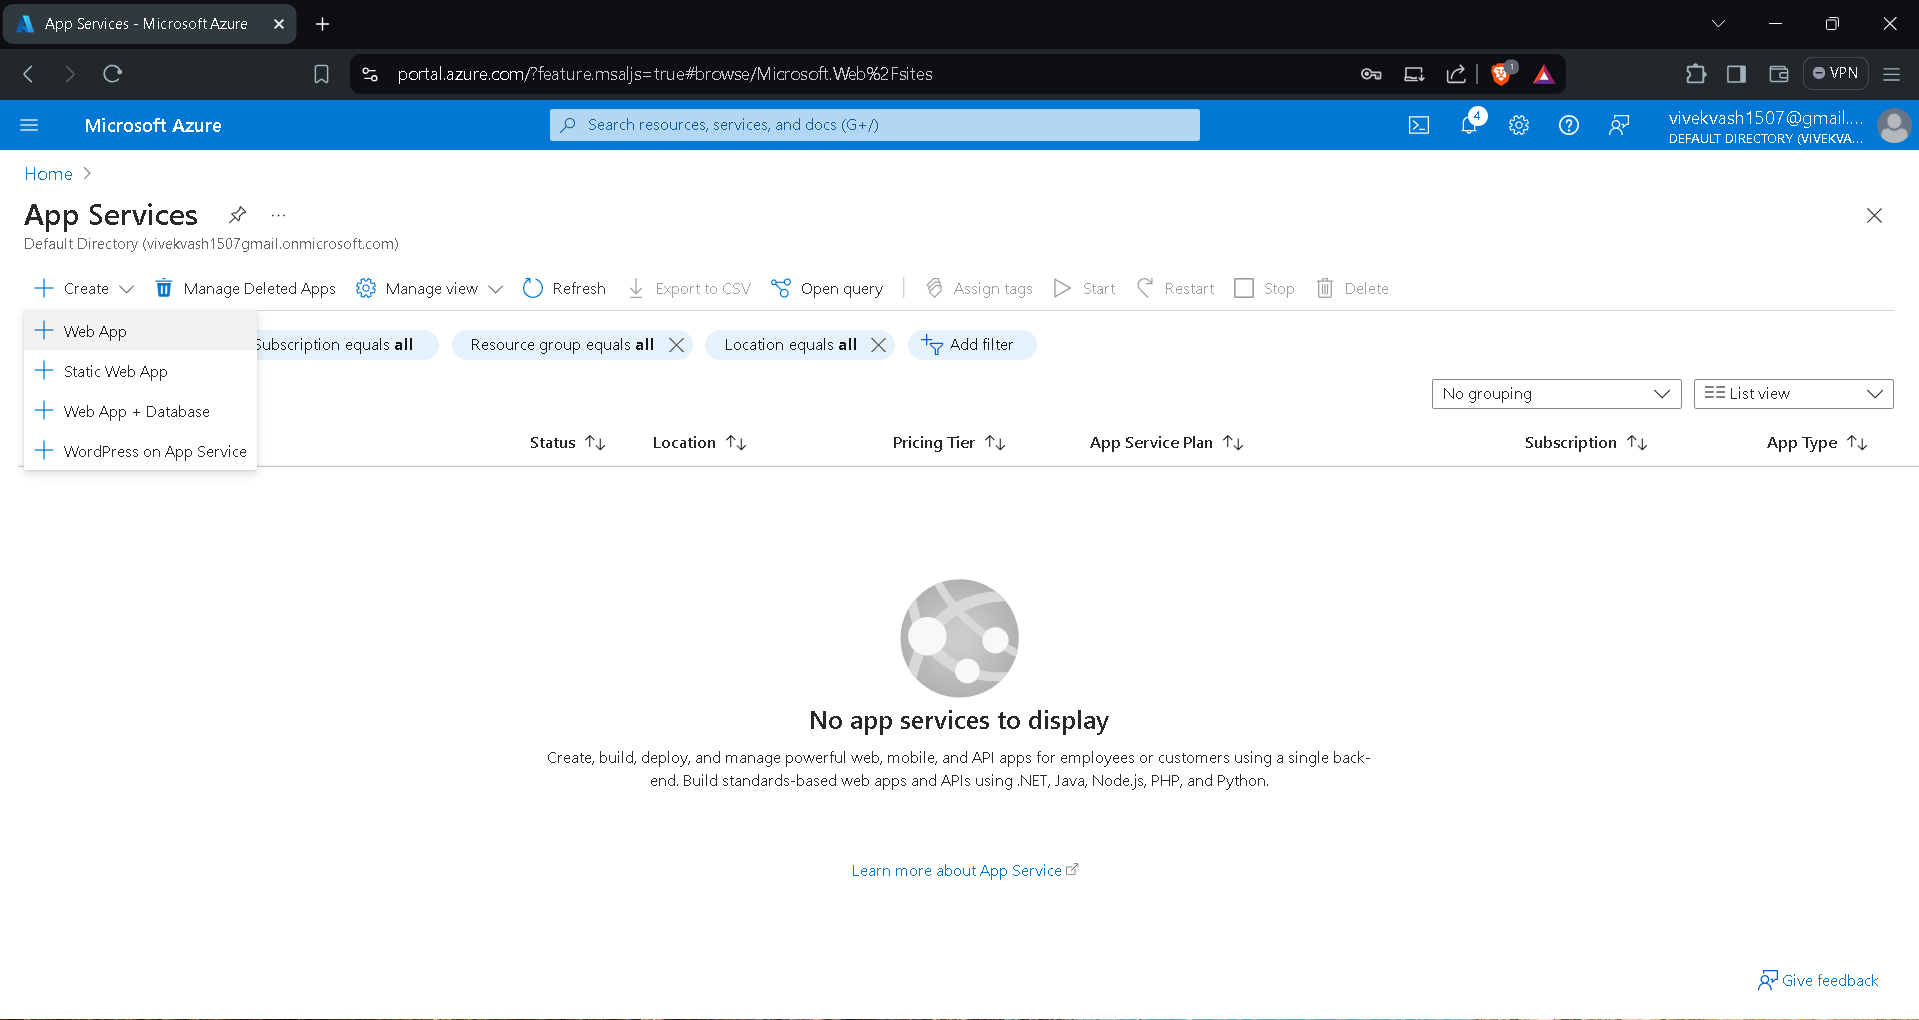 App Services - Microsoft Azure
portal.azure.com/?feature.msaljs=true#browse/Microsoft.Web%2Fsites
1
VPN
Microsoft Azure
Search resources, services, and docs (G+/)
4
vivekvash1507@gmail....
DEFAULT DIRECTORY (VIVEKVA...
Home
App Services
Default Directory (vivekvash1507gmail.onmicrosoft.com)
Create
Manage Deleted Apps
Manage view
Refresh
Export to CSV
Open query
Assign tags
Start
Restart
Stop
Delete
Web App
Static Web App
Web App + Database
WordPress on App Service
Subscription equals all
Resource group equals all
Location equals all
Add filter
No grouping
List view
Status
Location
Pricing Tier
App Service Plan
Subscription
App Type
No app services to display
Create, build, deploy, and manage powerful web, mobile, and API apps for employees or customers using a single back-
end. Build standards-based web apps and APIs using .NET, Java, Node.js, PHP, and Python.
Learn more about App Service
Give feedback